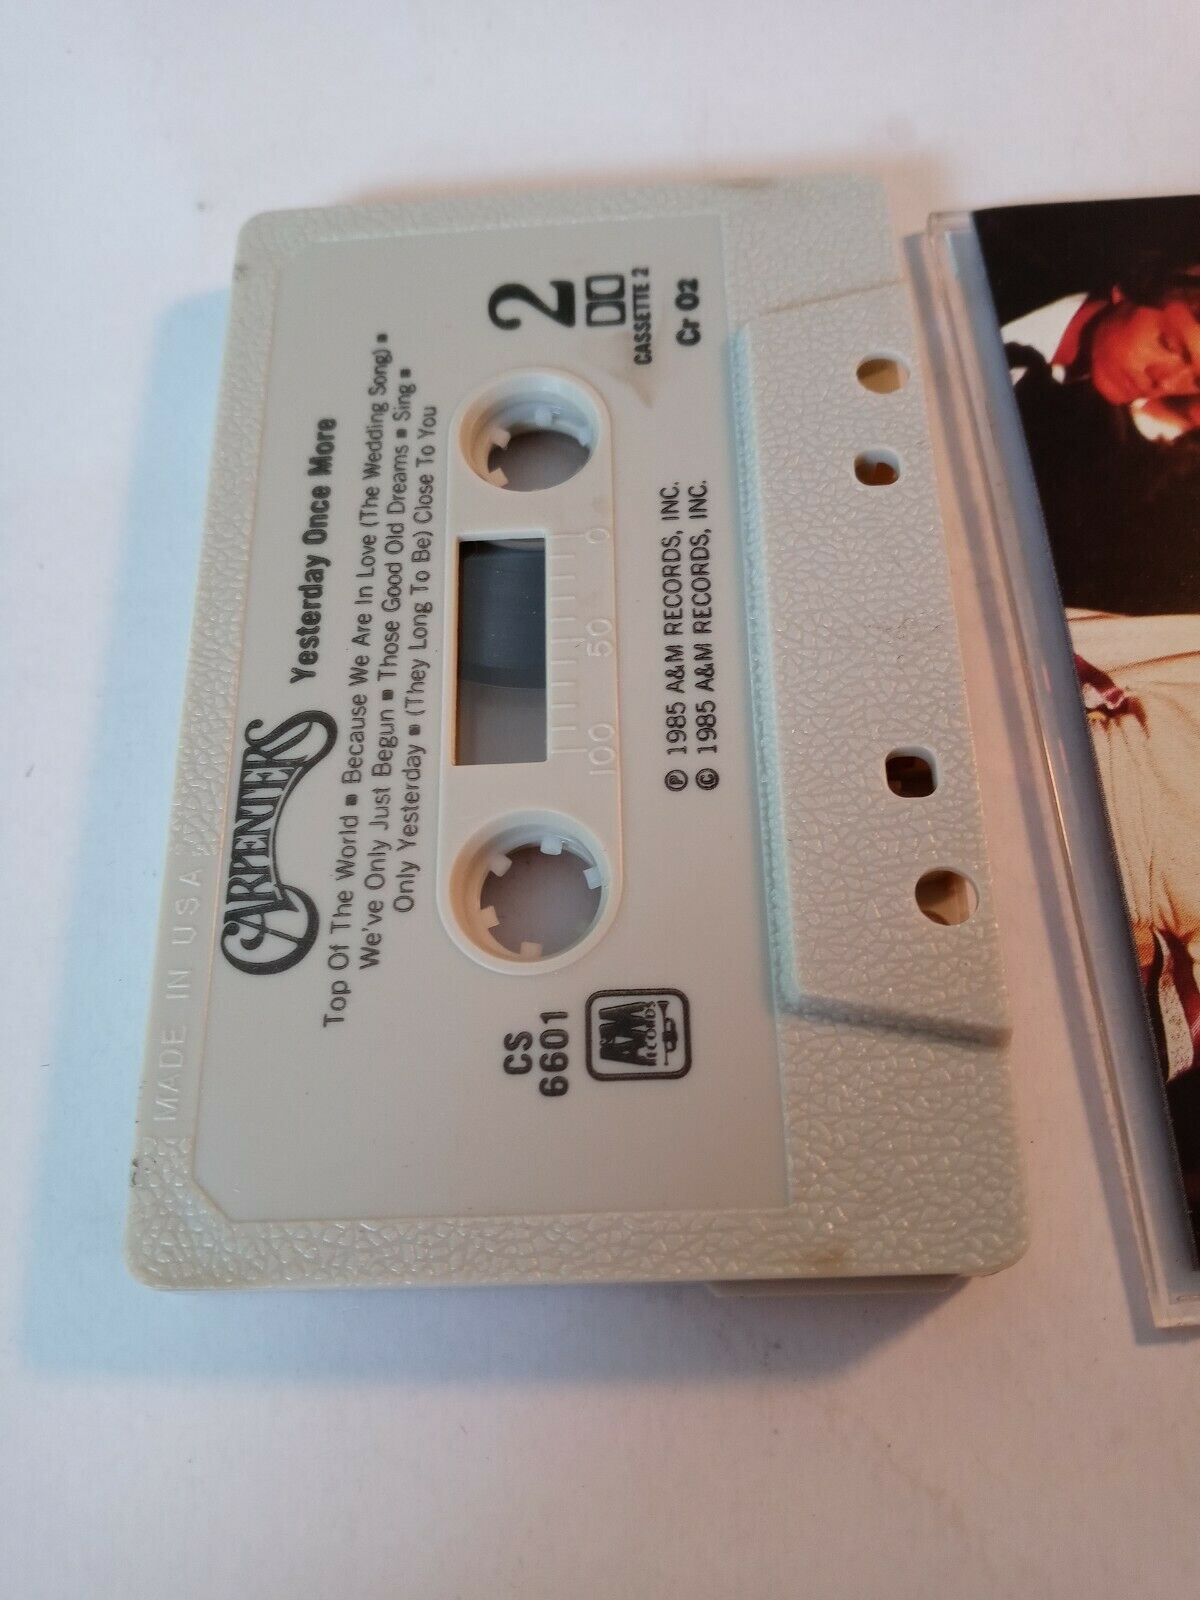 MADE IN U S A
CARPENTERS
Yesterday Once More
Top Of The World ■ Because We Are In Love (The Wedding Song) ■
We've Only Just Begun ■ Those Good Old Dreams ■ Sing ■
Only Yesterday ■ (They Long To Be) Close To You
2
CASSETTE 2
Cr O2
100 50 0
CS
6601
A&M
RECORDS
℗ 1985 A&M RECORDS, INC.
© 1985 A&M RECORDS, INC.